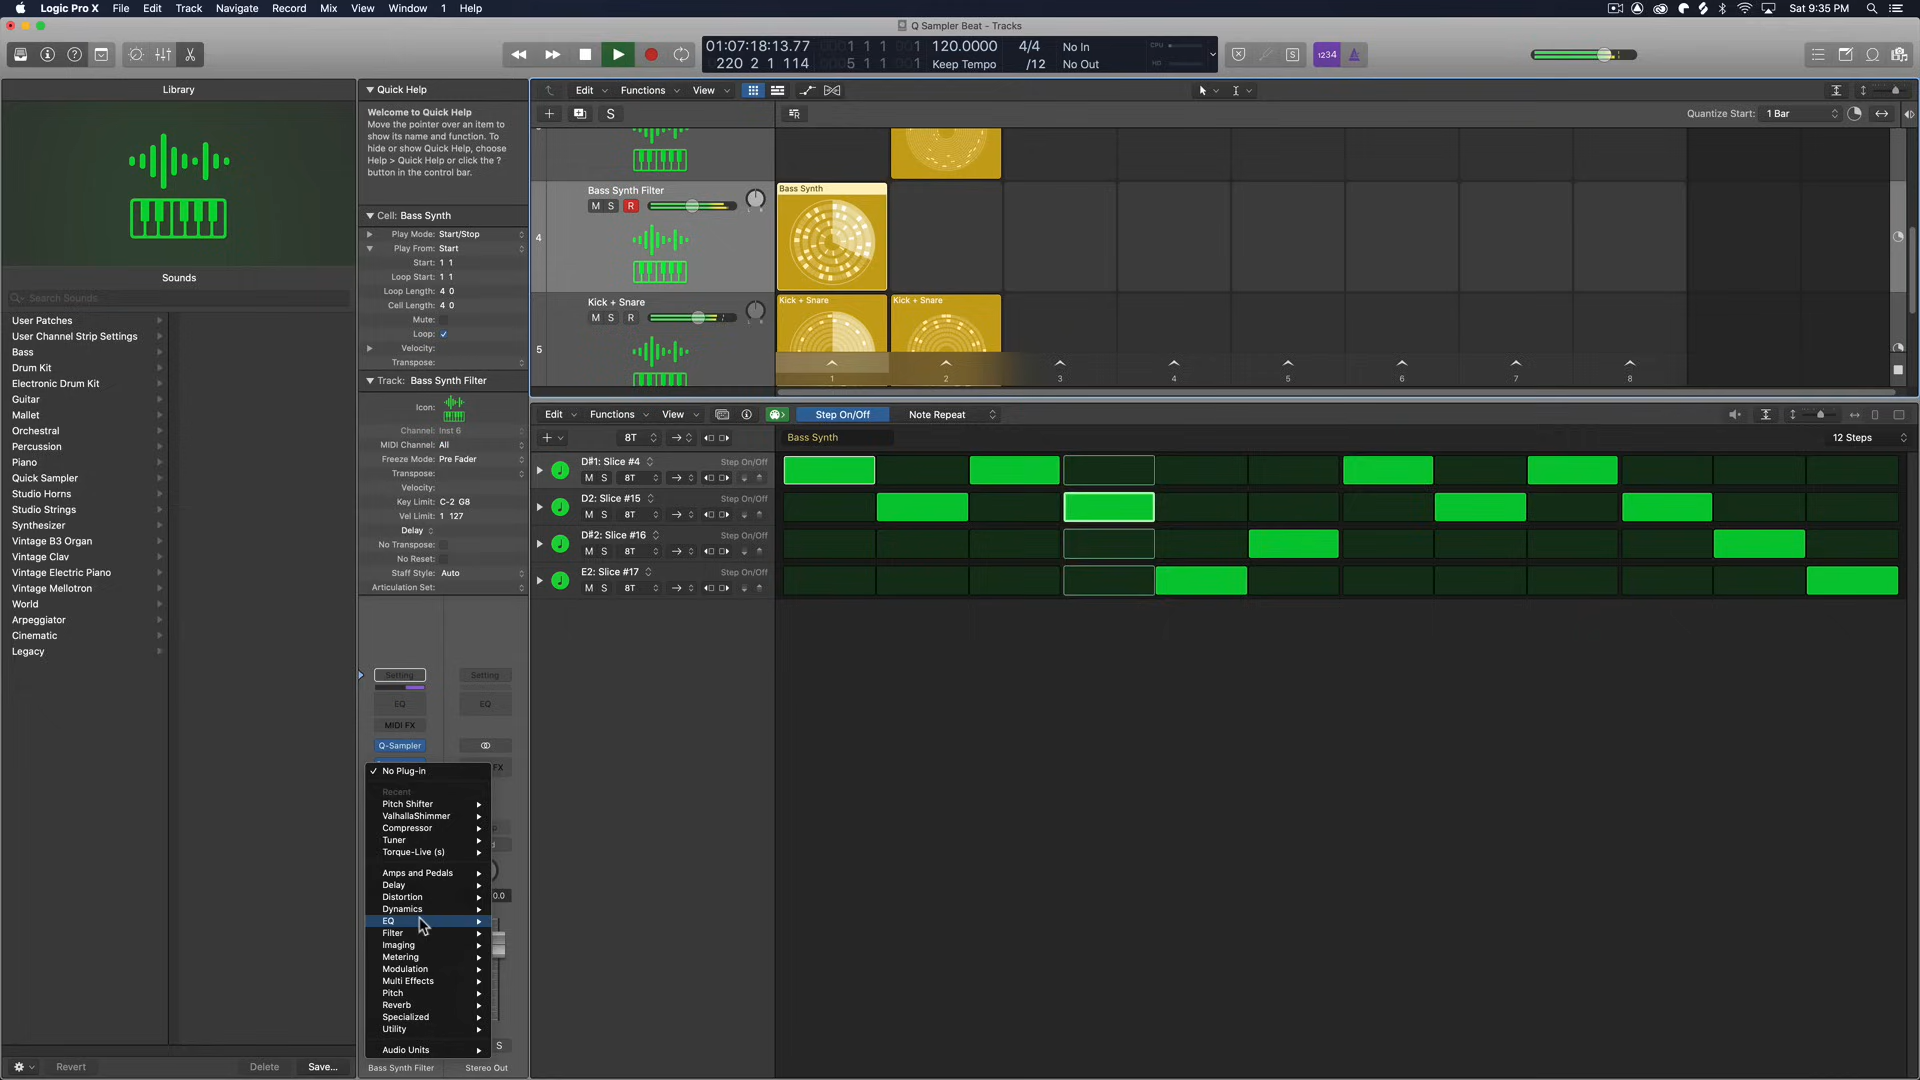 Logic Pro X File Edit Track Navigate Record Mix View Window 1 Help
Sat 9:35 PM
Q Sampler Beat - Tracks
01:07:18:13.77
220 2 1 114
120.0000
Keep Tempo
4/4
/12
No In
No Out
CPU
1234
Library
Sounds
Search Sounds
User Patches
User Channel Strip Settings
Bass
Drum Kit
Electronic Drum Kit
Guitar
Mallet
Orchestral
Percussion
Piano
Quick Sampler
Studio Horns
Studio Strings
Synthesizer
Vintage B3 Organ
Vintage Clav
Vintage Electric Piano
Vintage Mellotron
World
Arpeggiator
Cinematic
Legacy
Revert
Delete
Save...
Quick Help
Welcome to Quick Help
Move the pointer over an item to
show its name and function. To
hide or show Quick Help, choose
Help > Quick Help or click the ?
button in the control bar.
Cell: Bass Synth
Play Mode: Start/Stop
Play From: Start
Start: 1 1
Loop Start: 1 1
Loop Length: 4 0
Cell Length: 4 0
Mute:
Loop:
Velocity:
Transpose:
Track: Bass Synth Filter
Icon:
Channel: Inst 6
MIDI Channel: All
Freeze Mode: Pre Fader
Transpose:
Velocity:
Key Limit: C-2 G8
Vel Limit: 1 127
Delay
No Transpose:
No Reset:
Staff Style: Auto
Articulation Set:
Setting
Setting
EQ
EQ
MIDI FX
Q-Sampler
FX
No Plug-in
Recent
Pitch Shifter
ValhallaShimmer
Compressor
Tuner
Torque-Live (s)
Amps and Pedals
Delay
Distortion
Dynamics
EQ
Filter
Imaging
Metering
Modulation
Multi Effects
Pitch
Reverb
Specialized
Utility
Audio Units
0.0
S
Bass Synth Filter
Stereo Out
Edit
Functions
View
S
Quantize Start: 1 Bar
4
Bass Synth Filter
M S R
L R
Bass Synth
5
Kick + Snare
M S R
L R
Kick + Snare
Kick + Snare
1 2 3 4 5 6 7 8
Edit
Functions
View
Step On/Off
Note Repeat
8T
Bass Synth
12 Steps
D#1: Slice #4
Step On/Off
M S 8T
D2: Slice #15
Step On/Off
M S 8T
D#2: Slice #16
Step On/Off
M S 8T
E2: Slice #17
Step On/Off
M S 8T